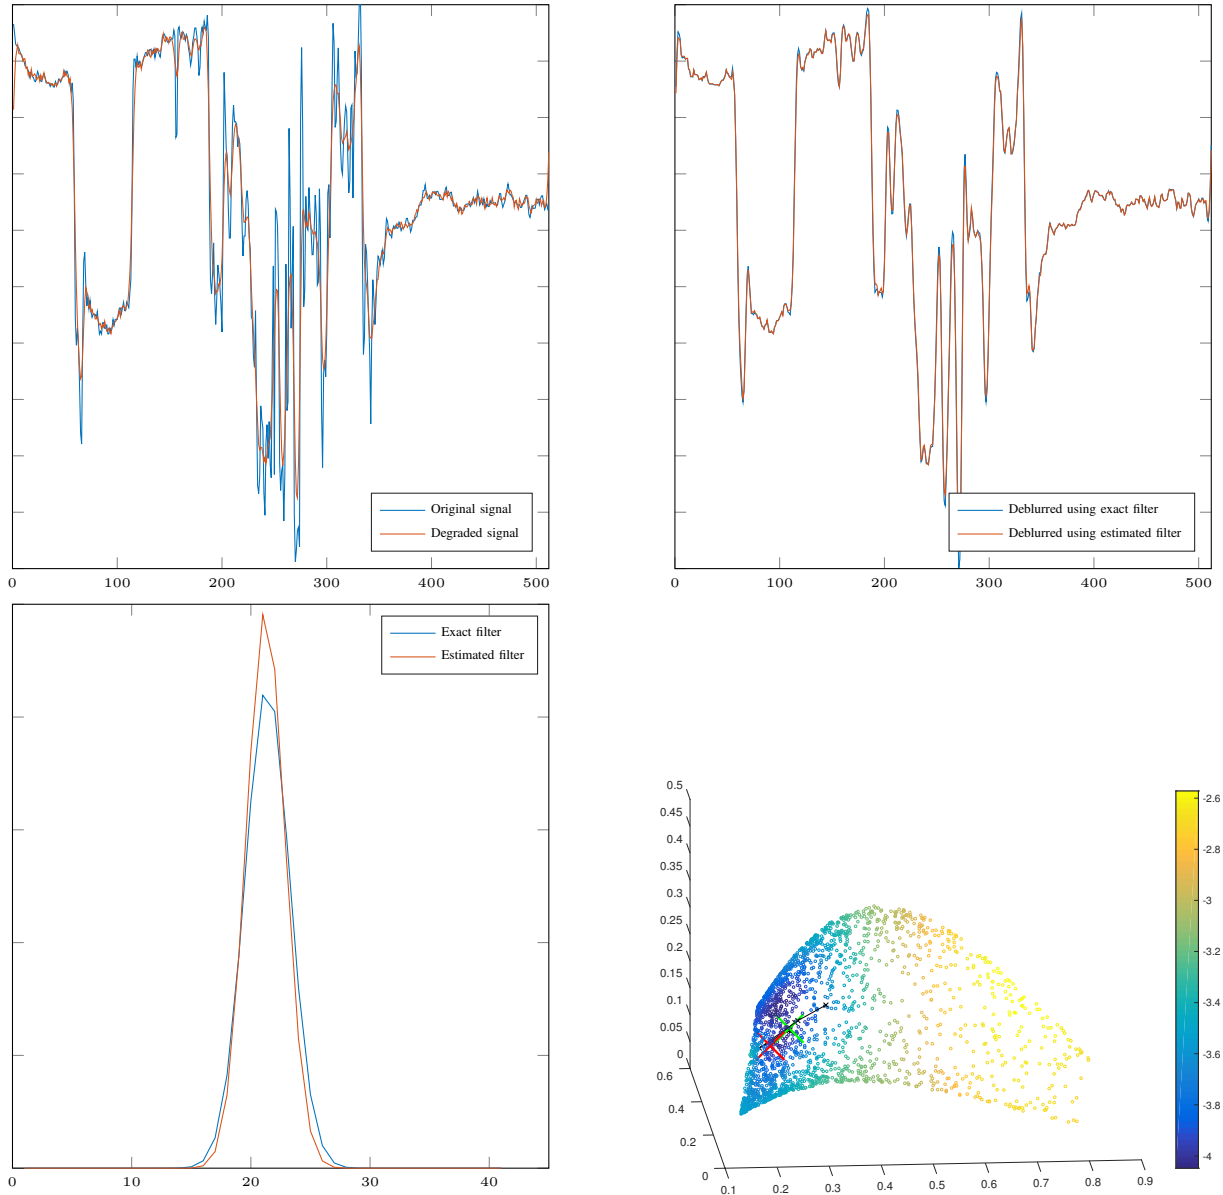 Original signal
Degraded signal
0 100 200 300 400 500
Deblurred using exact filter
Deblurred using estimated filter
0 100 200 300 400 500
Exact filter
Estimated filter
0 10 20 30 40
0.5
0.45
0.4
0.35
0.3
0.25
0.2
0.15
0.1
0.05
0
0.6
0.4
0.2
0
0.1 0.2 0.3 0.4 0.5 0.6 0.7 0.8 0.9
-2.6
-2.8
-3
-3.2
-3.4
-3.6
-3.8
-4